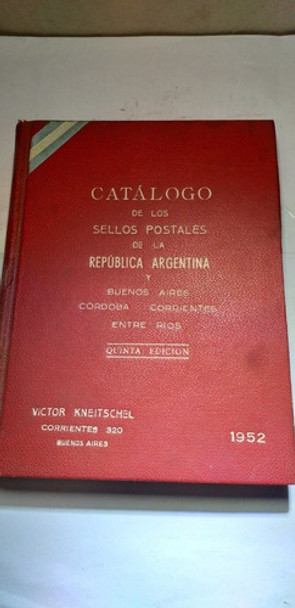 CATÁLOGO
DE LOS
SELLOS POSTALES
DE LA
REPÚBLICA ARGENTINA
Y
BUENOS AIRES
CÓRDOBA CORRIENTES
ENTRE RIOS
QUINTA EDICION
VICTOR KNEITSCHEL
CORRIENTES 320
BUENOS AIRES
1952